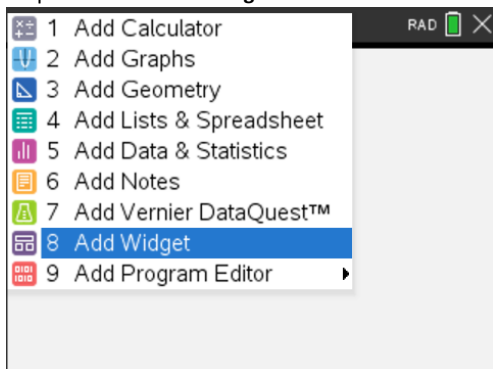 RAD
1 Add Calculator
2 Add Graphs
3 Add Geometry
4 Add Lists & Spreadsheet
5 Add Data & Statistics
6 Add Notes
7 Add Vernier DataQuest™
8 Add Widget
9 Add Program Editor